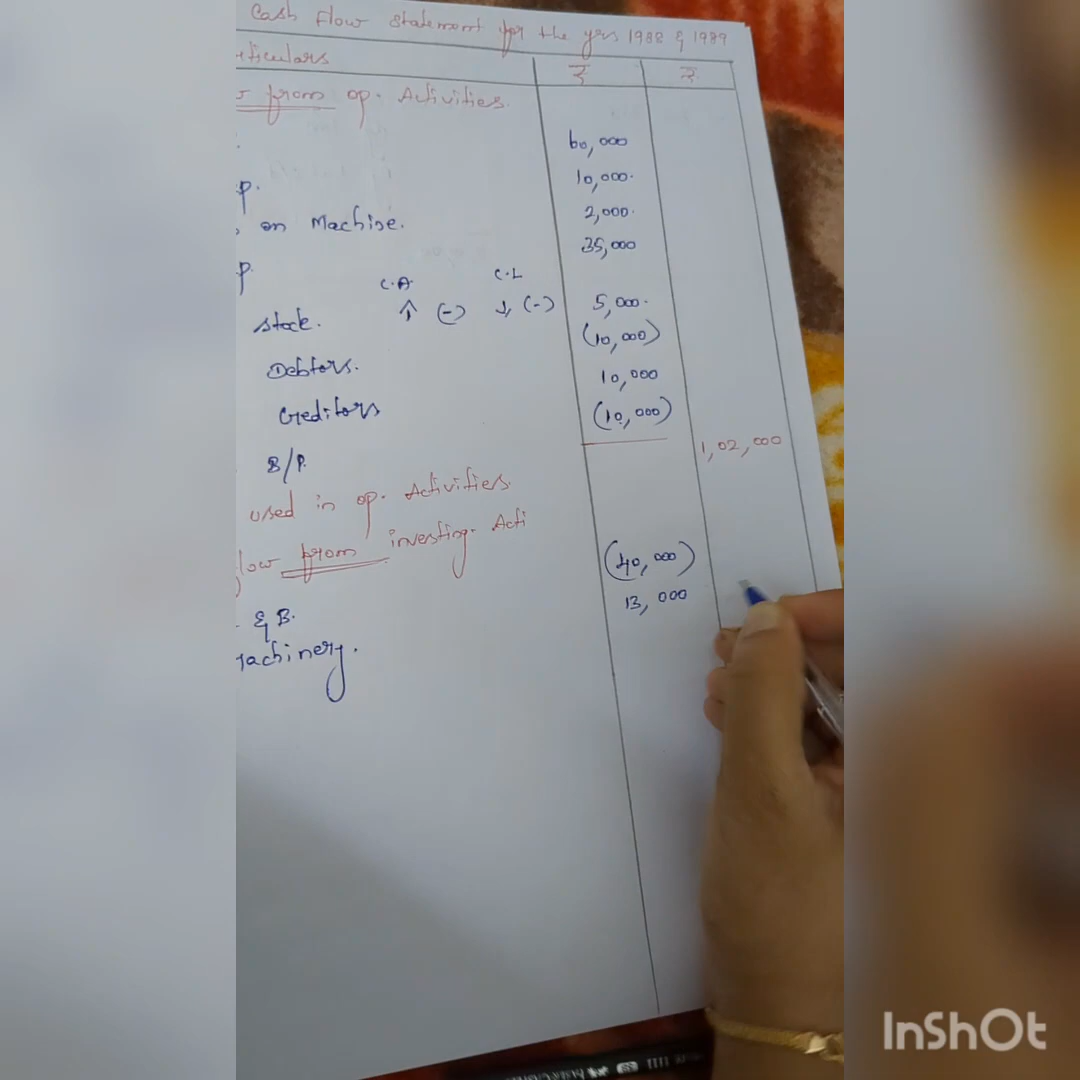 Cash Flow Statement for the yrs 1988 & 1989
rticulars ₹ ₹
from op. Activities.
60,000
p. 10,000.
on Machine. 2,000.
p 35,000
C.A C.L
Stock. ↑ (-) ↓ (-) 5,000.
Debtors. (10,000)
Creditors 10,000
B/P. (10,000)
1,02,000
used in op. Activities.
low from investing Acti
& B. (40,000)
achinery. 13,000
InShOt